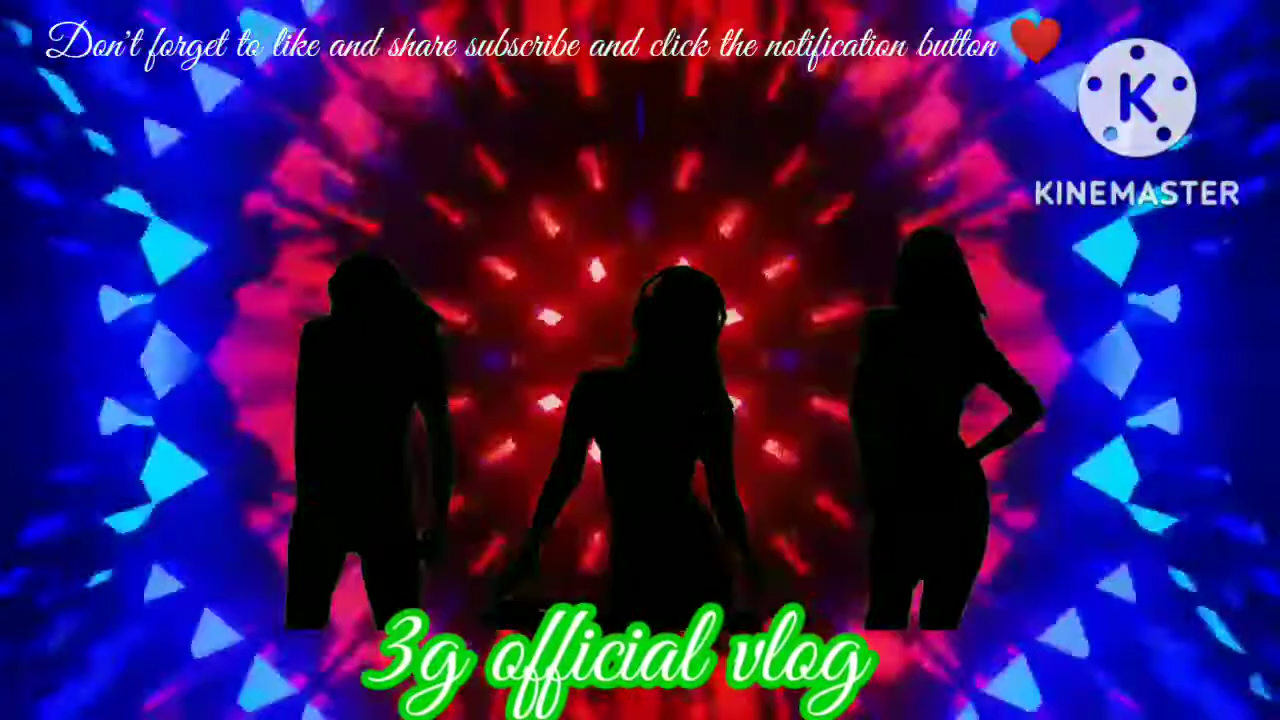 Don't forget to like and share subscribe and click the notification button ❤️
K
KINEMASTER
3g official vlog